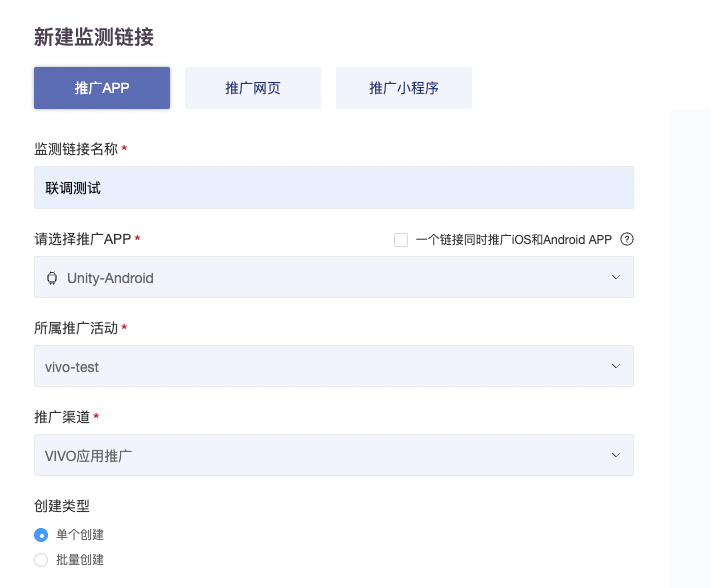 新建监测链接
推广APP 推广网页 推广小程序
监测链接名称 *
联调测试
请选择推广APP * 一个链接同时推广iOS和Android APP ?
Unity-Android
所属推广活动 *
vivo-test
推广渠道 *
VIVO应用推广
创建类型
单个创建
批量创建